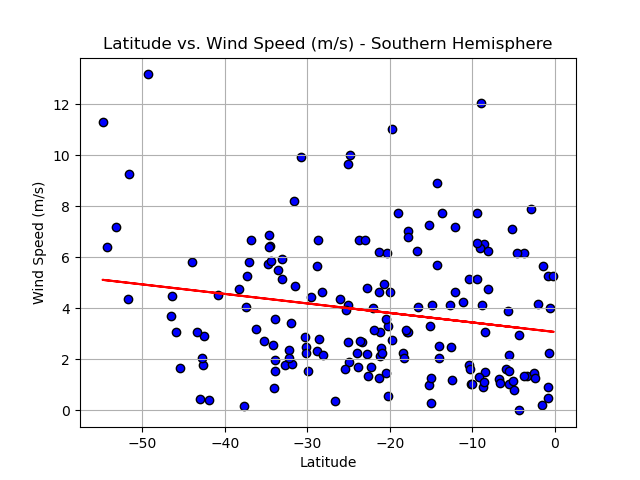 Latitude vs. Wind Speed (m/s) - Southern Hemisphere
12
10
8
6
4
2
0
Wind Speed (m/s)
−50 −40 −30 −20 −10 0
Latitude